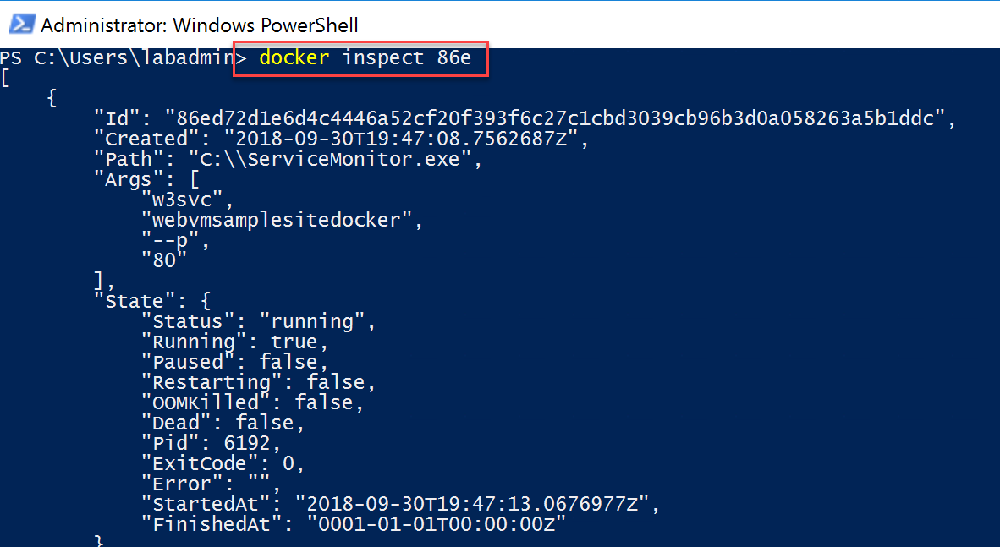 Administrator: Windows PowerShell
PS C:\Users\labadmin> docker inspect 86e
[
    {
        "Id": "86ed72d1e6d4c4446a52cf20f393f6c27c1cbd3039cb96b3d0a058263a5b1ddc",
        "Created": "2018-09-30T19:47:08.7562687Z",
        "Path": "C:\\ServiceMonitor.exe",
        "Args": [
            "w3svc",
            "webvmsamplesitedocker",
            "--p",
            "80"
        ],
        "State": {
            "Status": "running",
            "Running": true,
            "Paused": false,
            "Restarting": false,
            "OOMKilled": false,
            "Dead": false,
            "Pid": 6192,
            "ExitCode": 0,
            "Error": "",
            "StartedAt": "2018-09-30T19:47:13.0676977Z",
            "FinishedAt": "0001-01-01T00:00:00Z"
        }